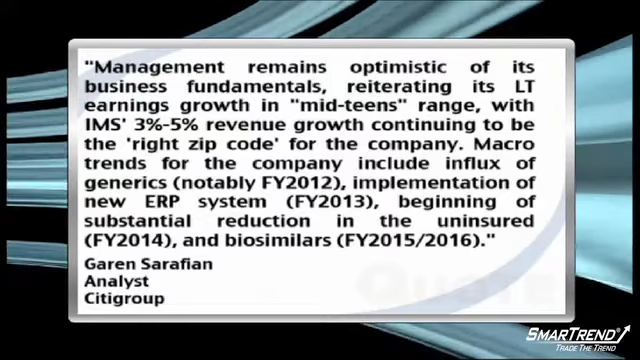 "Management remains optimistic of its
business fundamentals, reiterating its LT
earnings growth in "mid-teens" range, with
IMS' 3%-5% revenue growth continuing to be
the 'right zip code' for the company. Macro
trends for the company include influx of
generics (notably FY2012), implementation of
new ERP system (FY2013), beginning of
substantial reduction in the uninsured
(FY2014), and biosimilars (FY2015/2016)."
Garen Sarafian
Analyst
Citigroup
Quote
SMARTREND
TRADE THE TREND